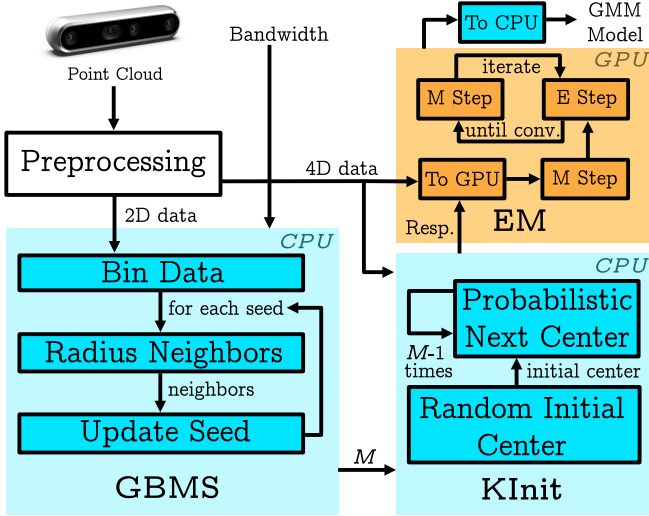 Point Cloud
Preprocessing
Bandwidth
4D data
2D data
CPU
Bin Data
for each seed
Radius Neighbors
neighbors
Update Seed
GBMS
M
To CPU
GMM
Model
GPU
iterate
M Step
E Step
until conv.
To GPU
M Step
EM
Resp.
CPU
Probabilistic
Next Center
M-1
times
initial center
Random Initial
Center
KInit